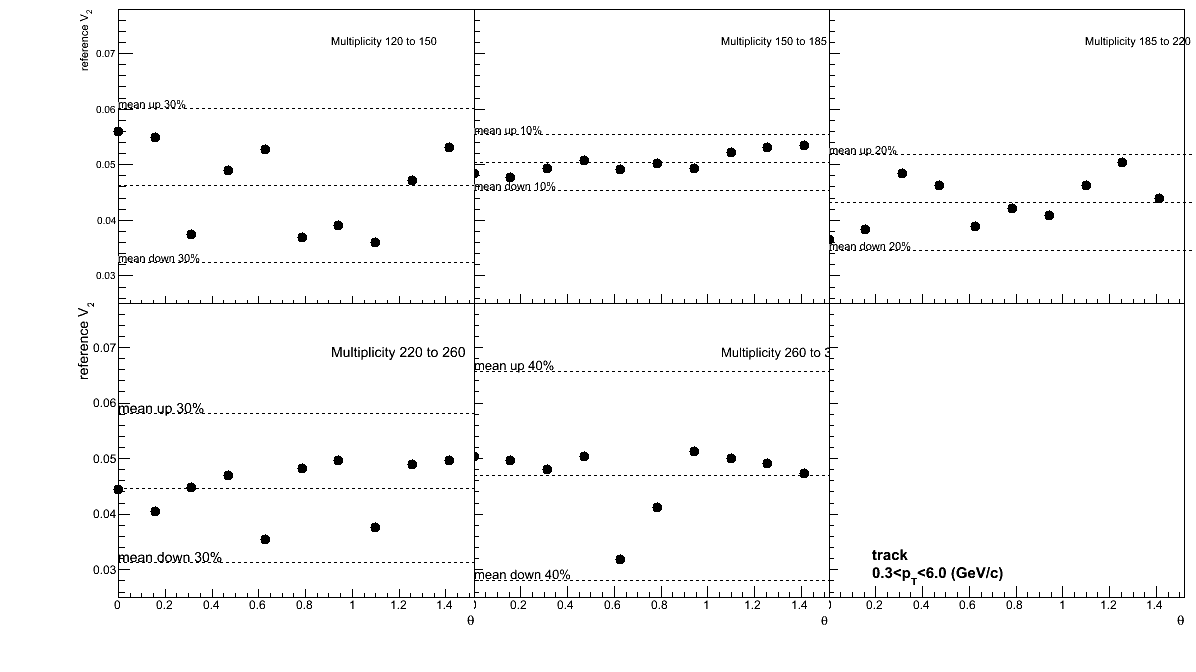 reference V2
Multiplicity 120 to 150
Multiplicity 150 to 185
Multiplicity 185 to 220
0.07
0.06
0.05
0.04
0.03
mean up 30%
mean down 30%
mean up 10%
mean down 10%
mean up 20%
mean down 20%
reference V2
Multiplicity 220 to 260
Multiplicity 260 to 3
0.07
0.06
0.05
0.04
0.03
mean up 30%
mean down 30%
mean up 40%
mean down 40%
track
0.3<pT<6.0 (GeV/c)
0 0.2 0.4 0.6 0.8 1 1.2 1.4
0.2 0.4 0.6 0.8 1 1.2 1.4
0.2 0.4 0.6 0.8 1 1.2 1.4
θ
θ
θ